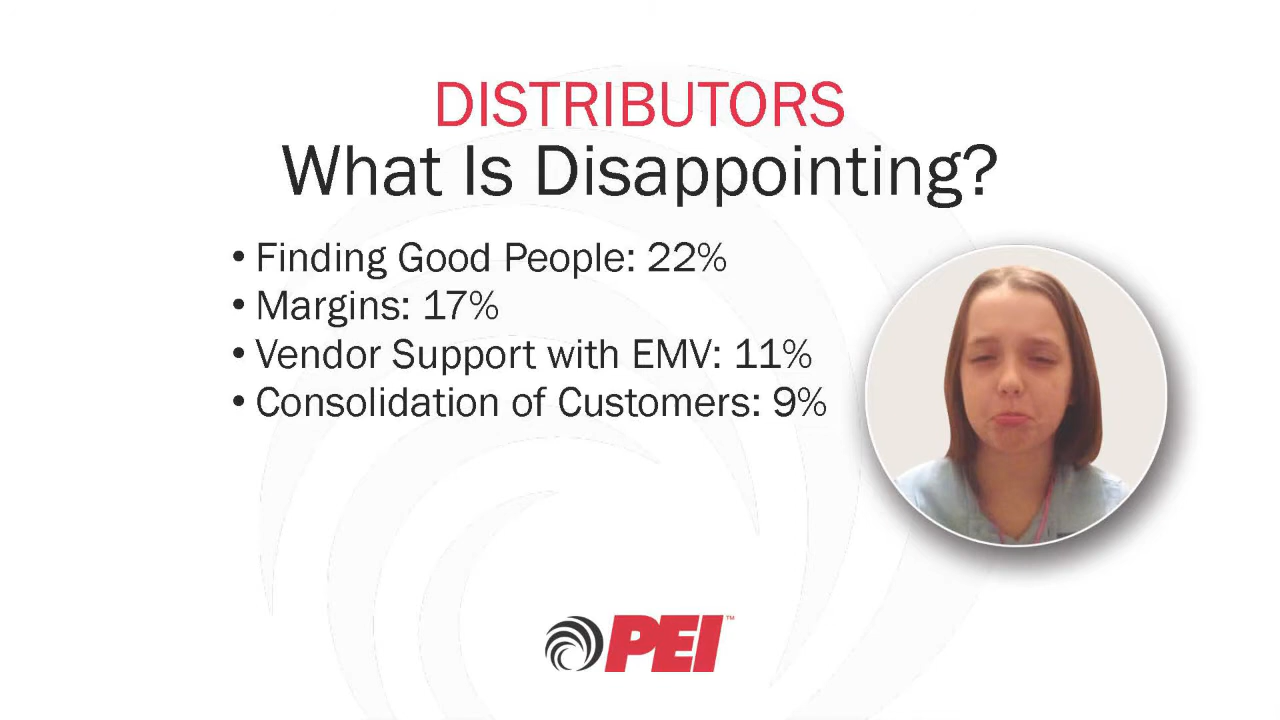 DISTRIBUTORS
What Is Disappointing?
• Finding Good People: 22%
• Margins: 17%
• Vendor Support with EMV: 11%
• Consolidation of Customers: 9%
PEI™